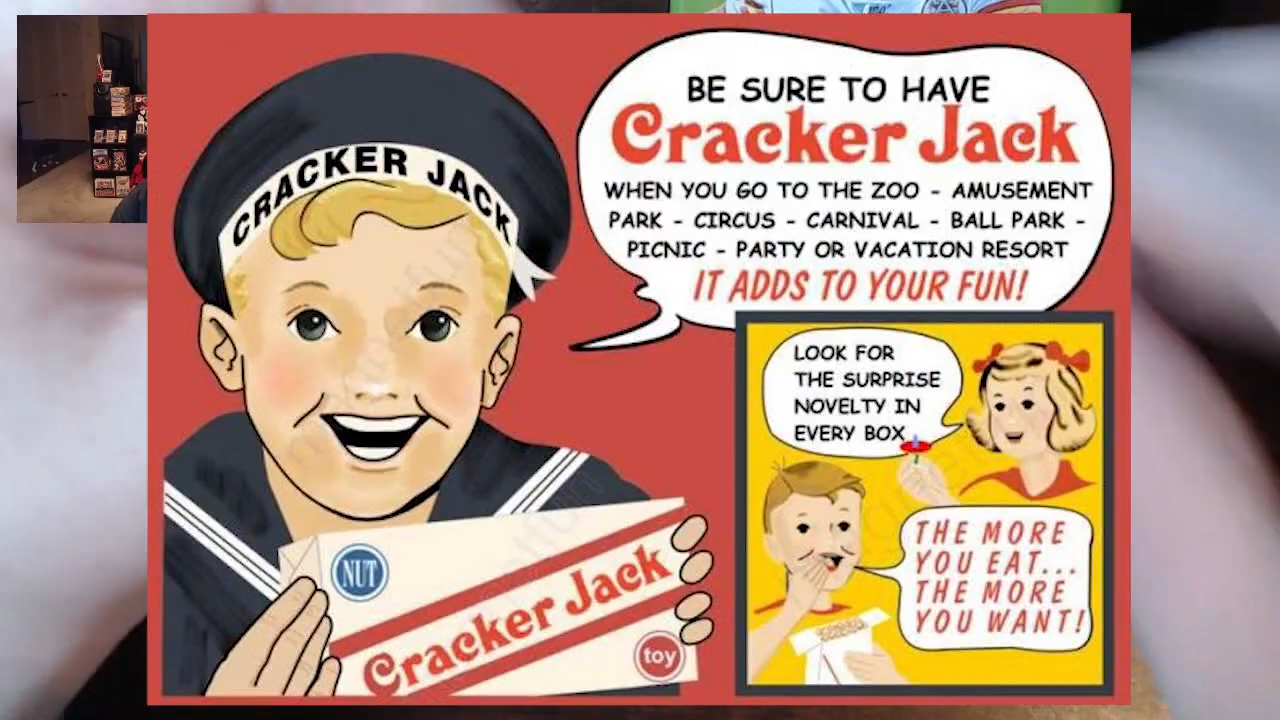 BE SURE TO HAVE
Cracker Jack
WHEN YOU GO TO THE ZOO - AMUSEMENT
PARK - CIRCUS - CARNIVAL - BALL PARK -
PICNIC - PARTY OR VACATION RESORT
IT ADDS TO YOUR FUN!
CRACKER JACK
LOOK FOR
THE SURPRISE
NOVELTY IN
EVERY BOX
THE MORE
YOU EAT...
THE MORE
YOU WANT!
NUT
Cracker Jack
toy